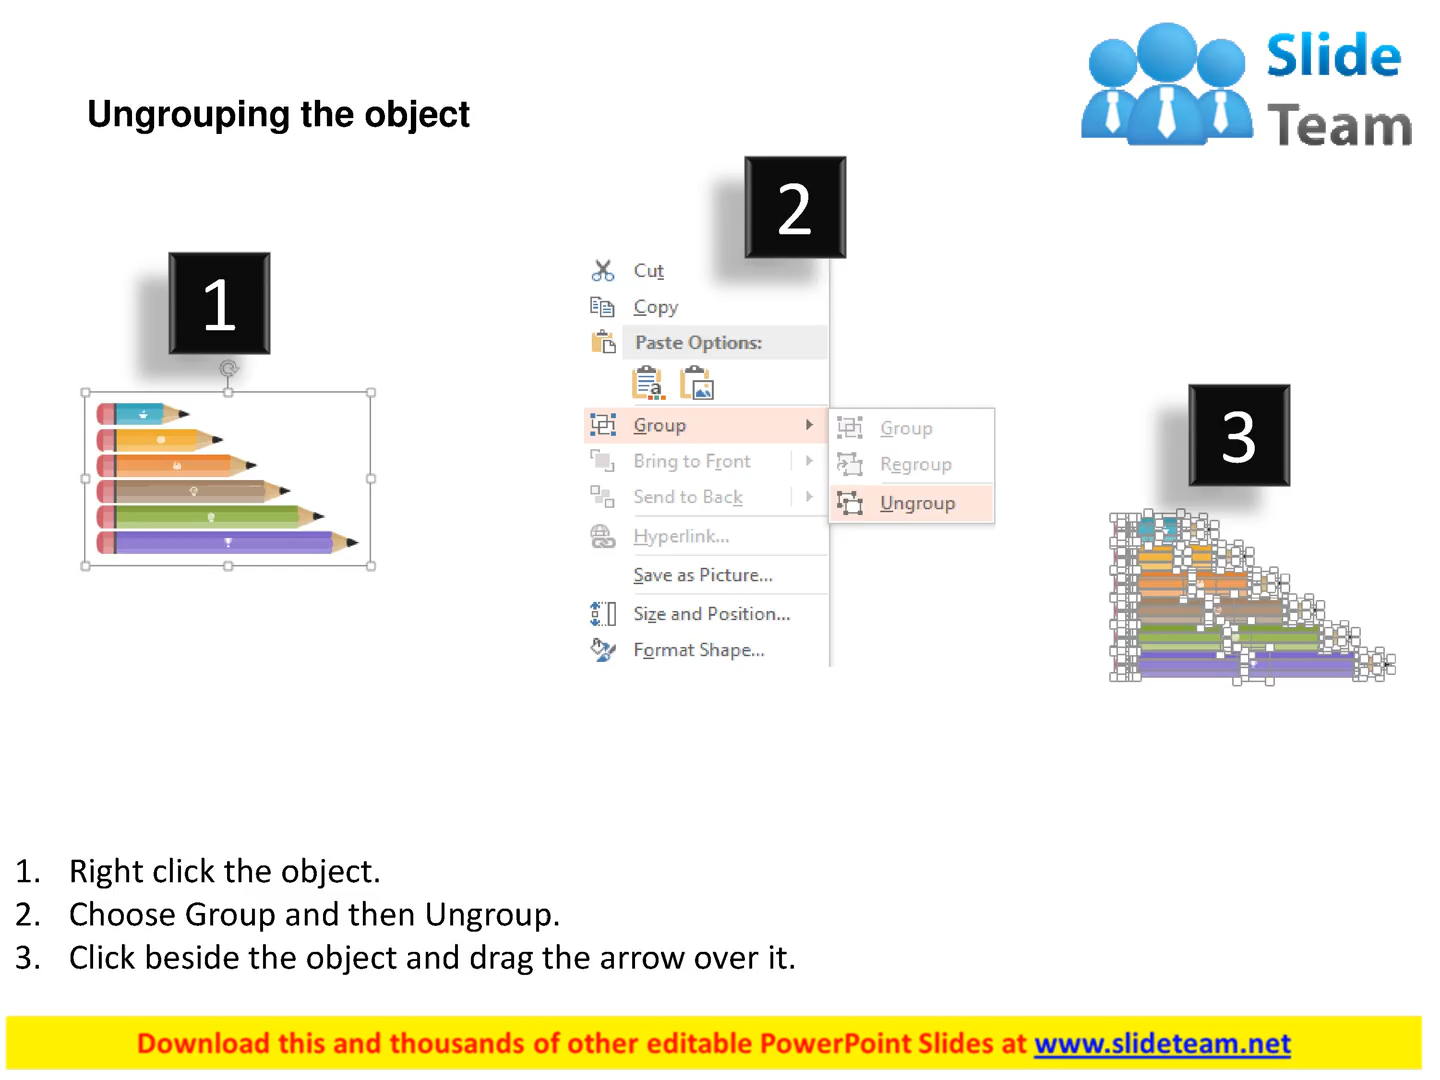 Slide
Team
Ungrouping the object
1
2
3
Cut
Copy
Paste Options:
Group
Bring to Front
Send to Back
Hyperlink...
Save as Picture...
Size and Position...
Format Shape...
Group
Regroup
Ungroup
1. Right click the object.
2. Choose Group and then Ungroup.
3. Click beside the object and drag the arrow over it.
Download this and thousands of other editable PowerPoint Slides at www.slideteam.net